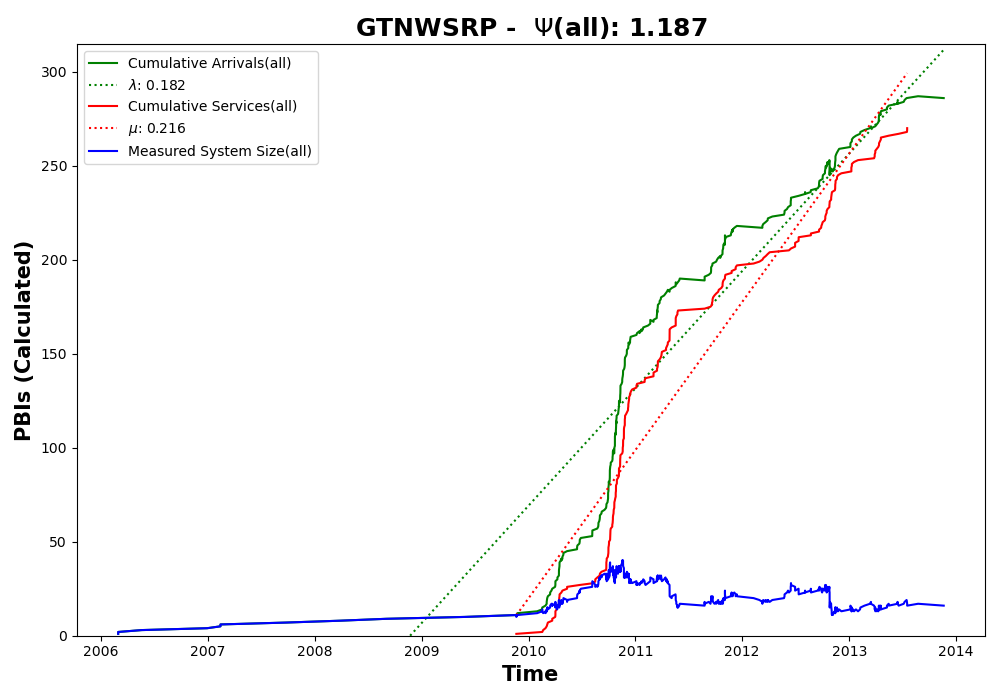 GTNWSRP - Ψ(all): 1.187
Cumulative Arrivals(all)
λ: 0.182
Cumulative Services(all)
μ: 0.216
Measured System Size(all)
PBIs (Calculated)
300
250
200
150
100
50
0
2006 2007 2008 2009 2010 2011 2012 2013 2014
Time